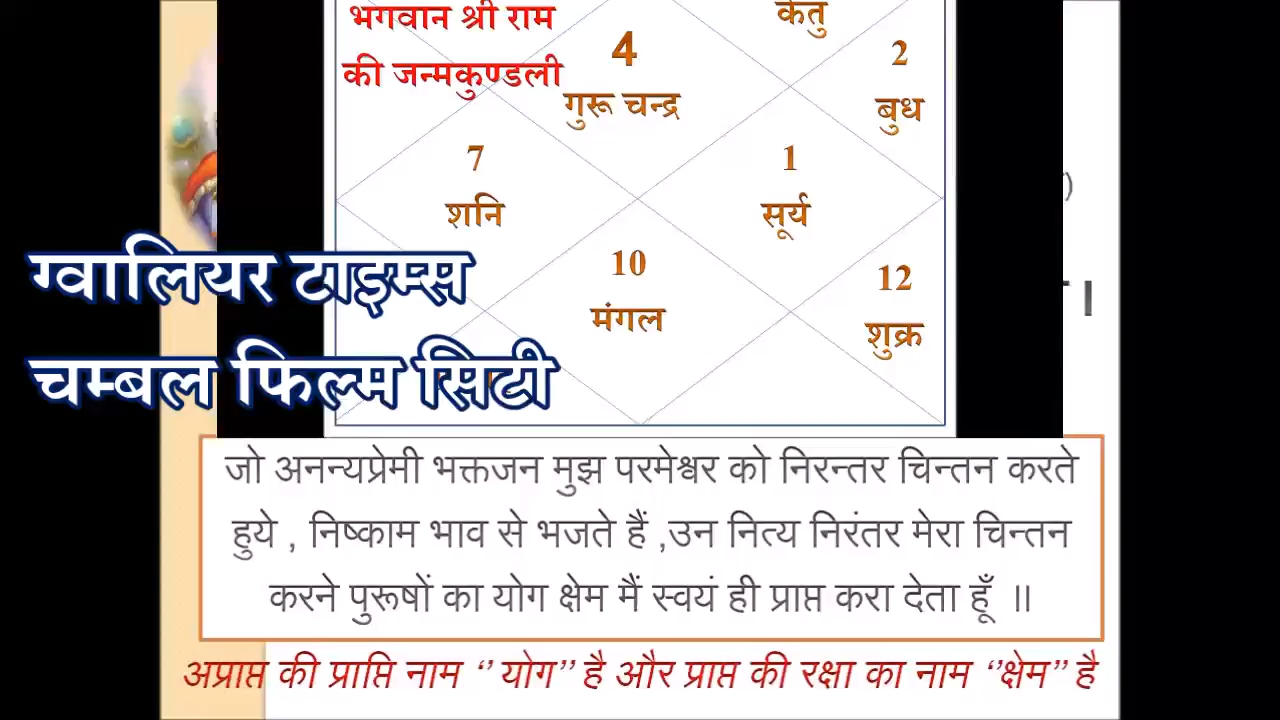 भगवान श्री राम
की जन्मकुण्डली
4
गुरू चन्द्र
केतु
2
बुध
7
शनि
1
सूर्य
10
मंगल
12
शुक्र
ग्वालियर टाइम्स
चम्बल फिल्म सिटी
जो अनन्यप्रेमी भक्तजन मुझ परमेश्वर को निरन्तर चिन्तन करते
हुये , निष्काम भाव से भजते हैं ,उन नित्य निरंतर मेरा चिन्तन
करने पुरूषों का योग क्षेम मैं स्वयं ही प्राप्त करा देता हूँ ॥
अप्राप्त की प्राप्ति नाम ‘’ योग’’ है और प्राप्त की रक्षा का नाम ‘’क्षेम’’ है